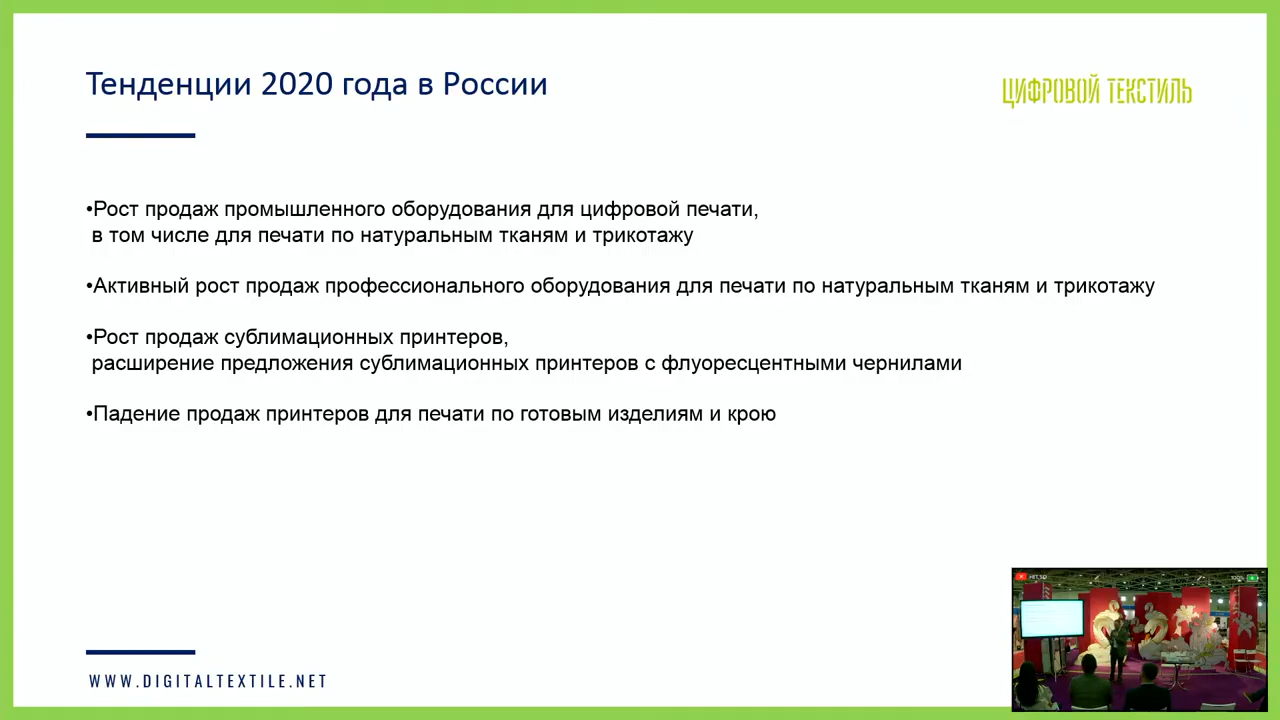 Тенденции 2020 года в России
ЦИФРОВОЙ ТЕКСТИЛЬ
•Рост продаж промышленного оборудования для цифровой печати,
в том числе для печати по натуральным тканям и трикотажу
•Активный рост продаж профессионального оборудования для печати по натуральным тканям и трикотажу
•Рост продаж сублимационных принтеров,
расширение предложения сублимационных принтеров с флуоресцентными чернилами
•Падение продаж принтеров для печати по готовым изделиям и крою
WWW.DIGITALTEXTILE.NET